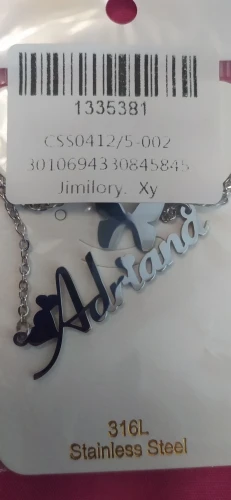 1335381
CSS0412/5-002
3010694330845845
Jimilory. Xy
Adriana
316L
Stainless Steel